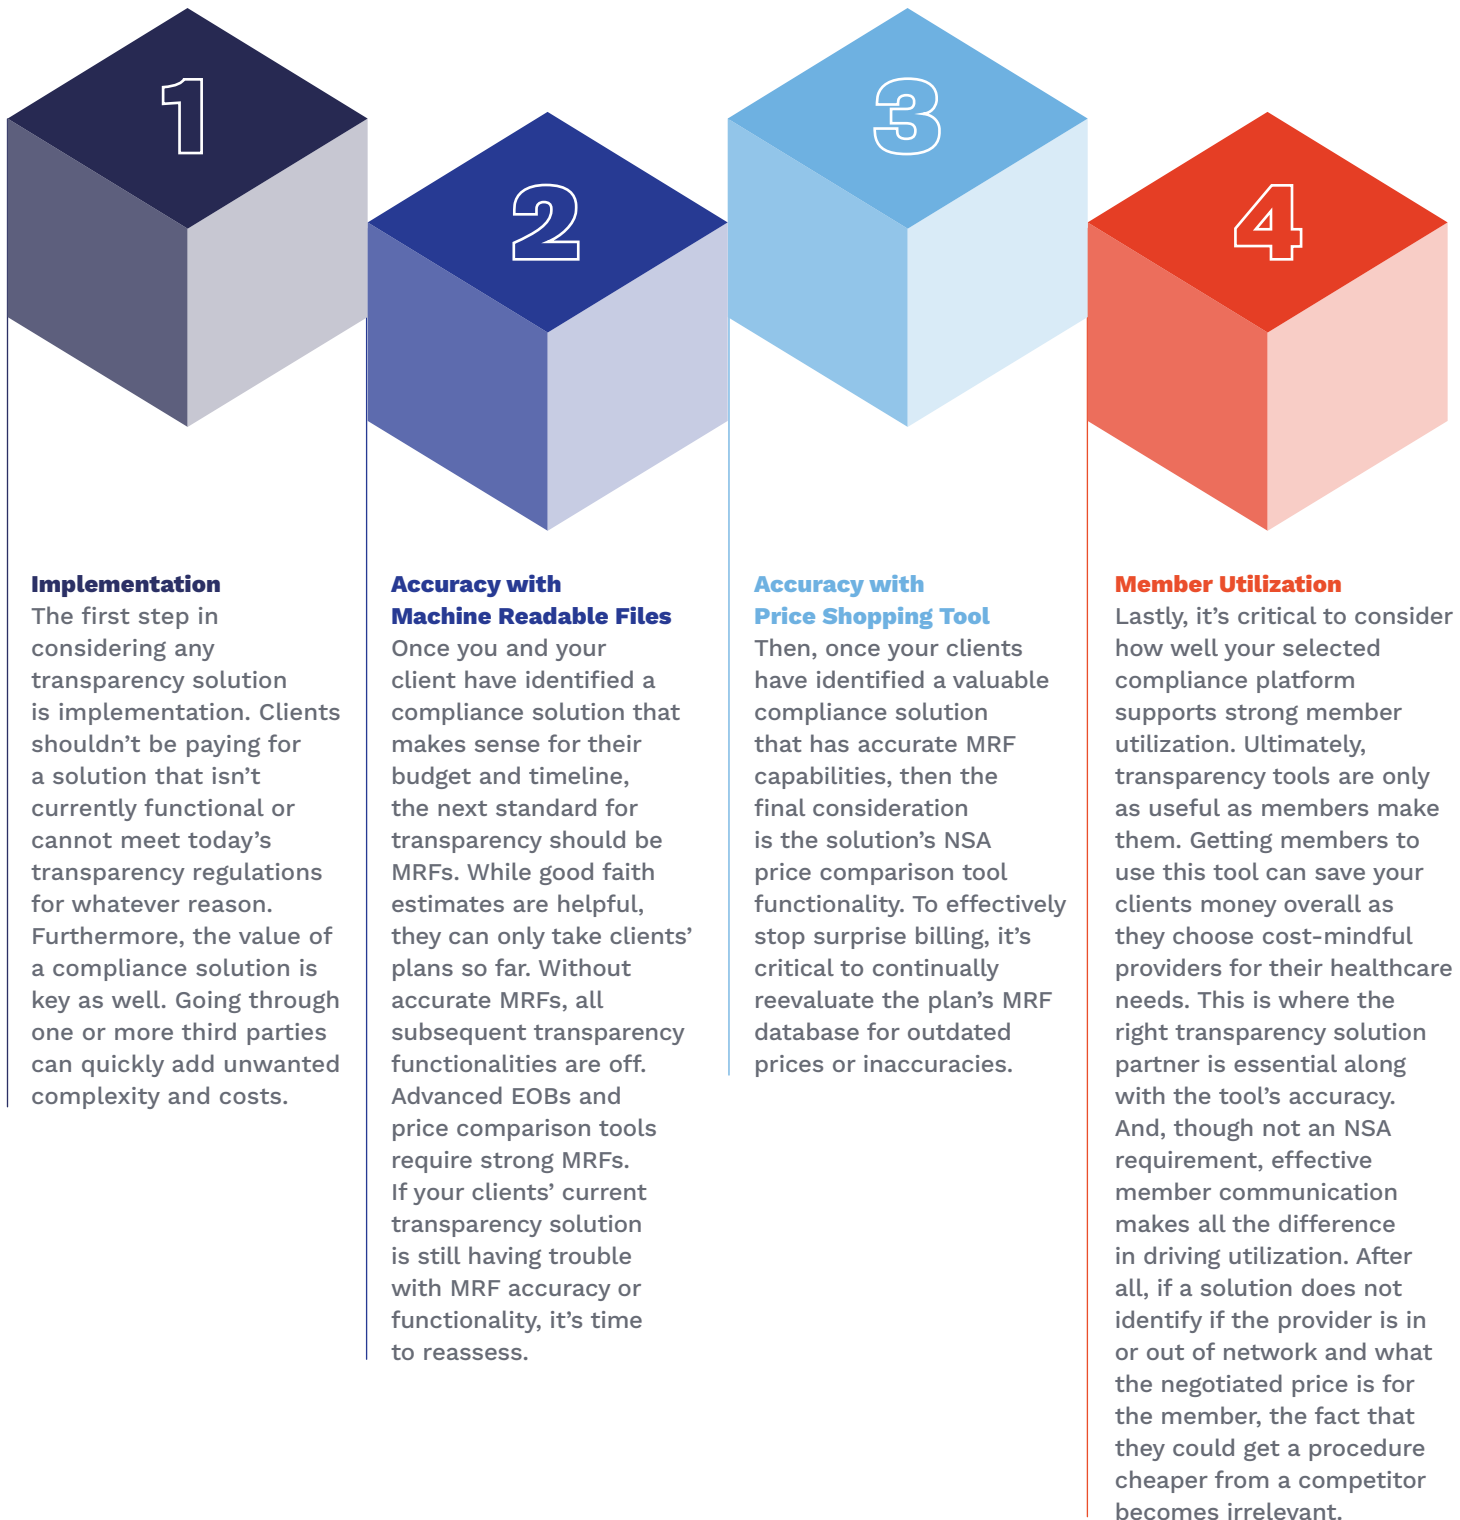 1
Implementation
The first step in
considering any
transparency solution
is implementation. Clients
shouldn’t be paying for
a solution that isn’t
currently functional or
cannot meet today’s
transparency regulations
for whatever reason.
Furthermore, the value of
a compliance solution is
key as well. Going through
one or more third parties
can quickly add unwanted
complexity and costs.
2
Accuracy with
Machine Readable Files
Once you and your
client have identified a
compliance solution that
makes sense for their
budget and timeline,
the next standard for
transparency should be
MRFs. While good faith
estimates are helpful,
they can only take clients’
plans so far. Without
accurate MRFs, all
subsequent transparency
functionalities are off.
Advanced EOBs and
price comparison tools
require strong MRFs.
If your clients’ current
transparency solution
is still having trouble
with MRF accuracy or
functionality, it’s time
to reassess.
3
Accuracy with
Price Shopping Tool
Then, once your clients
have identified a valuable
compliance solution
that has accurate MRF
capabilities, then the
final consideration
is the solution’s NSA
price comparison tool
functionality. To effectively
stop surprise billing, it’s
critical to continually
reevaluate the plan’s MRF
database for outdated
prices or inaccuracies.
4
Member Utilization
Lastly, it’s critical to consider
how well your selected
compliance platform
supports strong member
utilization. Ultimately,
transparency tools are only
as useful as members make
them. Getting members to
use this tool can save your
clients money overall as
they choose cost-mindful
providers for their healthcare
needs. This is where the
right transparency solution
partner is essential along
with the tool’s accuracy.
And, though not an NSA
requirement, effective
member communication
makes all the difference
in driving utilization. After
all, if a solution does not
identify if the provider is in
or out of network and what
the negotiated price is for
the member, the fact that
they could get a procedure
cheaper from a competitor
becomes irrelevant.